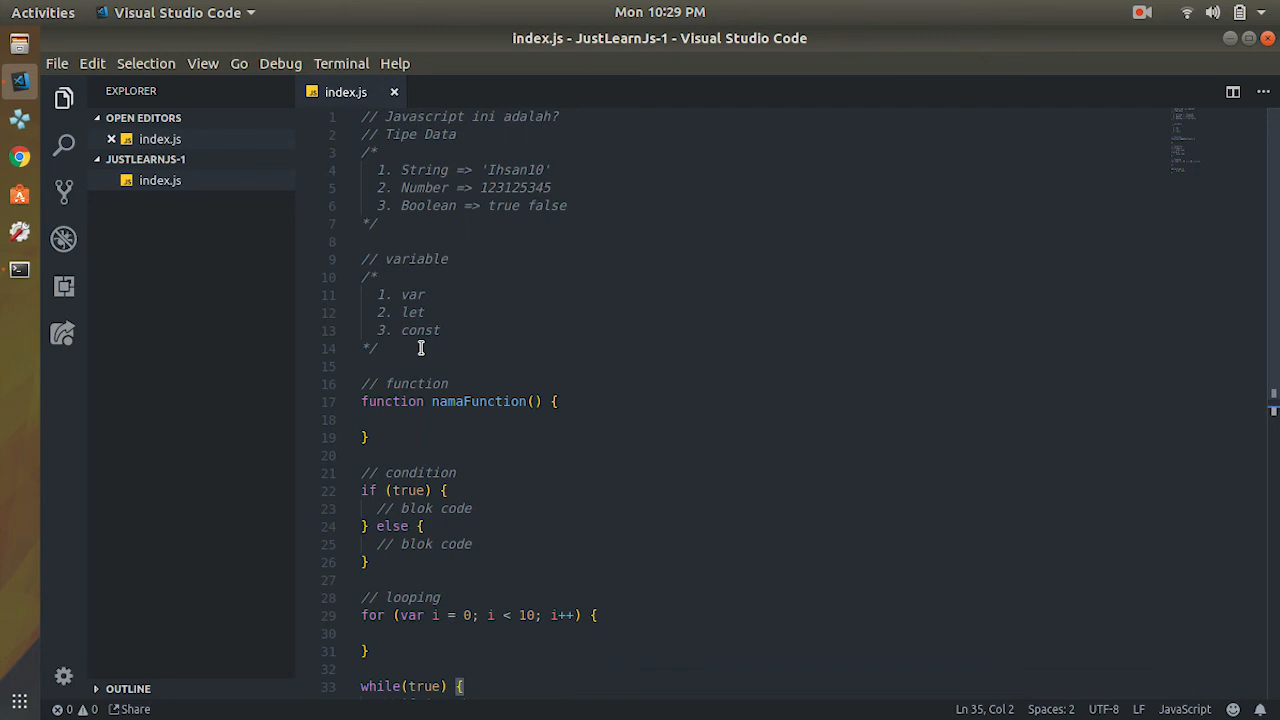 Activities Visual Studio Code Mon 10:29 PM
index.js - JustLearnJs-1 - Visual Studio Code
File Edit Selection View Go Debug Terminal Help
EXPLORER
OPEN EDITORS
index.js
JUSTLEARNJS-1
index.js
OUTLINE
index.js
1 // Javascript ini adalah?
2 // Tipe Data
3 /*
4 1. String => 'Ihsan10'
5 2. Number => 123125345
6 3. Boolean => true false
7 */
8
9 // variable
10 /*
11 1. var
12 2. let
13 3. const
14 */
15
16 // function
17 function namaFunction() {
18
19 }
20
21 // condition
22 if (true) {
23 // blok code
24 } else {
25 // blok code
26 }
27
28 // looping
29 for (var i = 0; i < 10; i++) {
30
31 }
32
33 while(true) {
0 0 Share Ln 35, Col 2 Spaces: 2 UTF-8 LF JavaScript